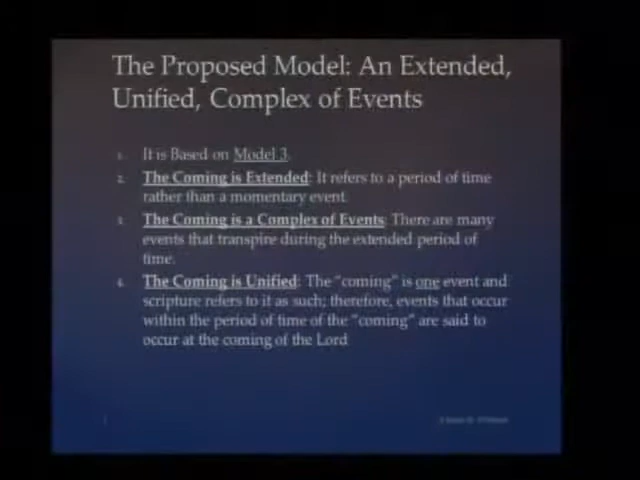 The Proposed Model: An Extended,
Unified, Complex of Events
1. It is Based on Model 3.
2. The Coming is Extended: It refers to a period of time
rather than a momentary event.
3. The Coming is a Complex of Events: There are many
events that transpire during the extended period of
time.
4. The Coming is Unified: The “coming” is one event and
scripture refers to it as such; therefore, events that occur
within the period of time of the “coming” are said to
occur at the coming of the Lord